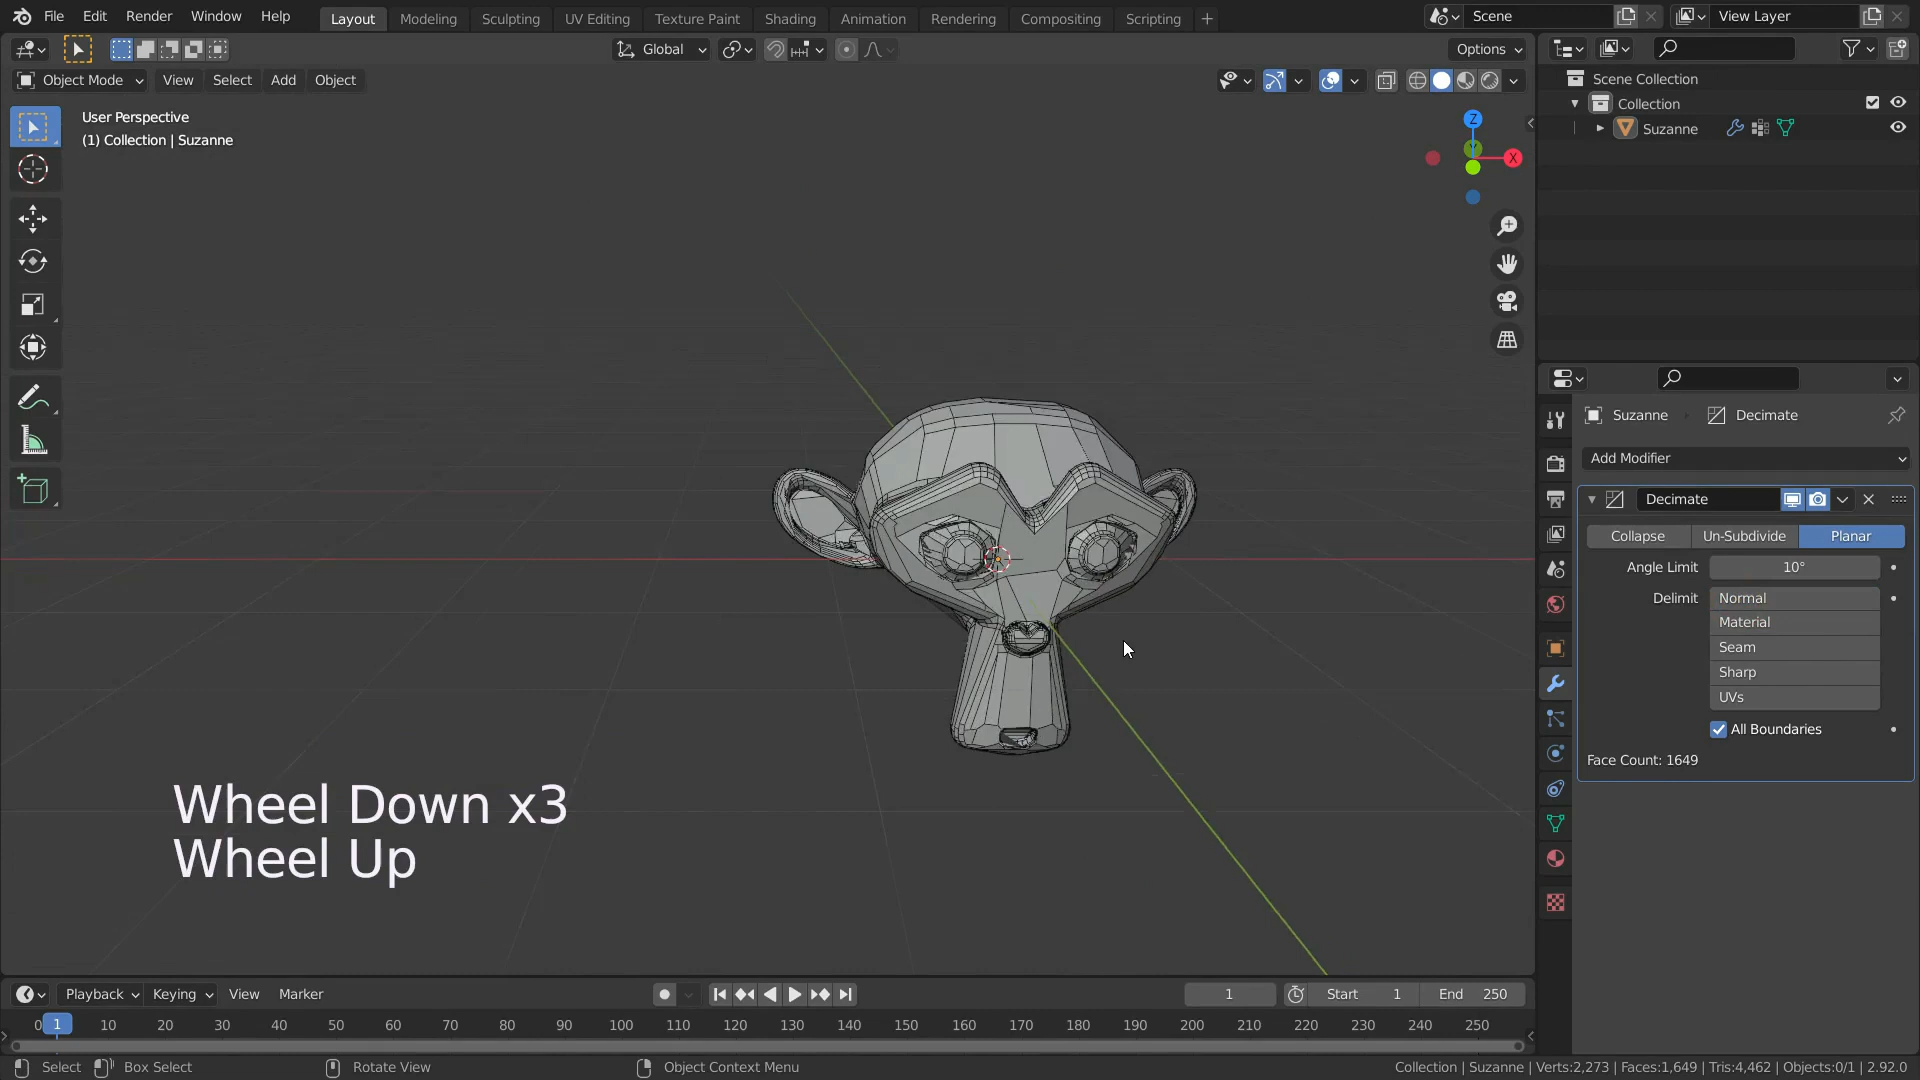 File Edit Render Window Help
Layout Modeling Sculpting UV Editing Texture Paint Shading Animation Rendering Compositing Scripting +
Scene
View Layer
Global
Options
Object Mode View Select Add Object
User Perspective
(1) Collection | Suzanne
Z
Y
X
Scene Collection
Collection
Suzanne
Suzanne Decimate
Add Modifier
Decimate
Collapse Un-Subdivide Planar
Angle Limit 10°
Delimit Normal
Material
Seam
Sharp
UVs
All Boundaries
Face Count: 1649
Wheel Down x3
Wheel Up
Playback Keying View Marker
1 Start 1 End 250
0 1 10 20 30 40 50 60 70 80 90 100 110 120 130 140 150 160 170 180 190 200 210 220 230 240 250
Select Box Select Rotate View Object Context Menu
Collection | Suzanne | Verts:2,273 | Faces:1,649 | Tris:4,462 | Objects:0/1 | 2.92.0